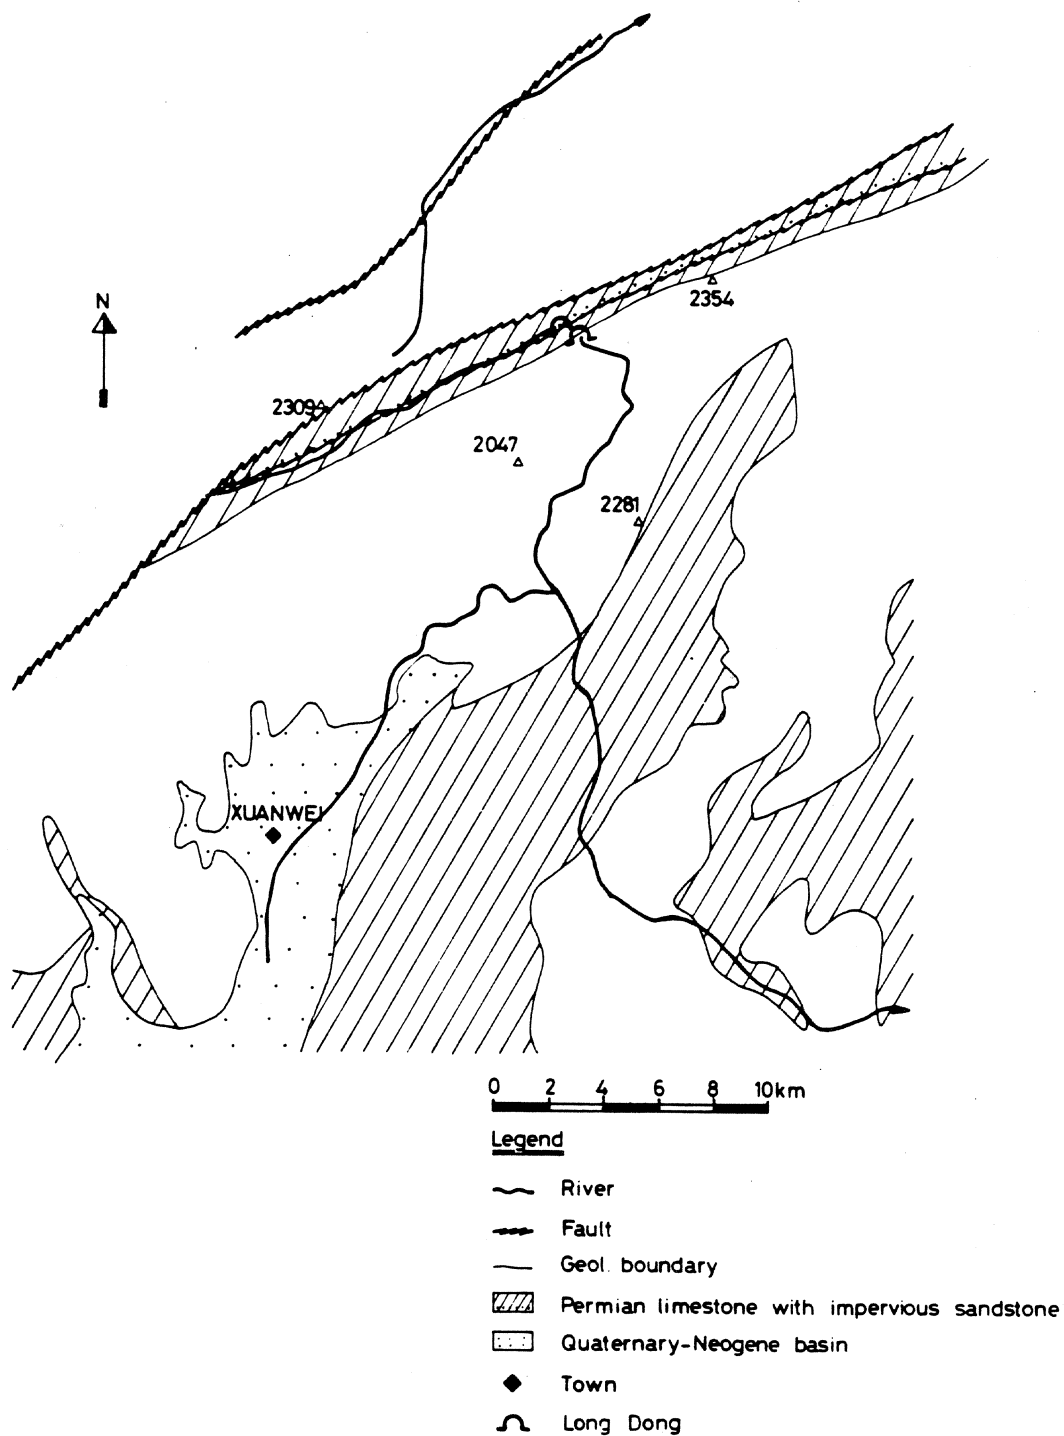 N
2354
2309
2047
2281
XUANWEI
0 2 4 6 8 10km
Legend
River
Fault
Geol. boundary
Permian limestone with impervious sandstone
Quaternary-Neogene basin
Town
Long Dong